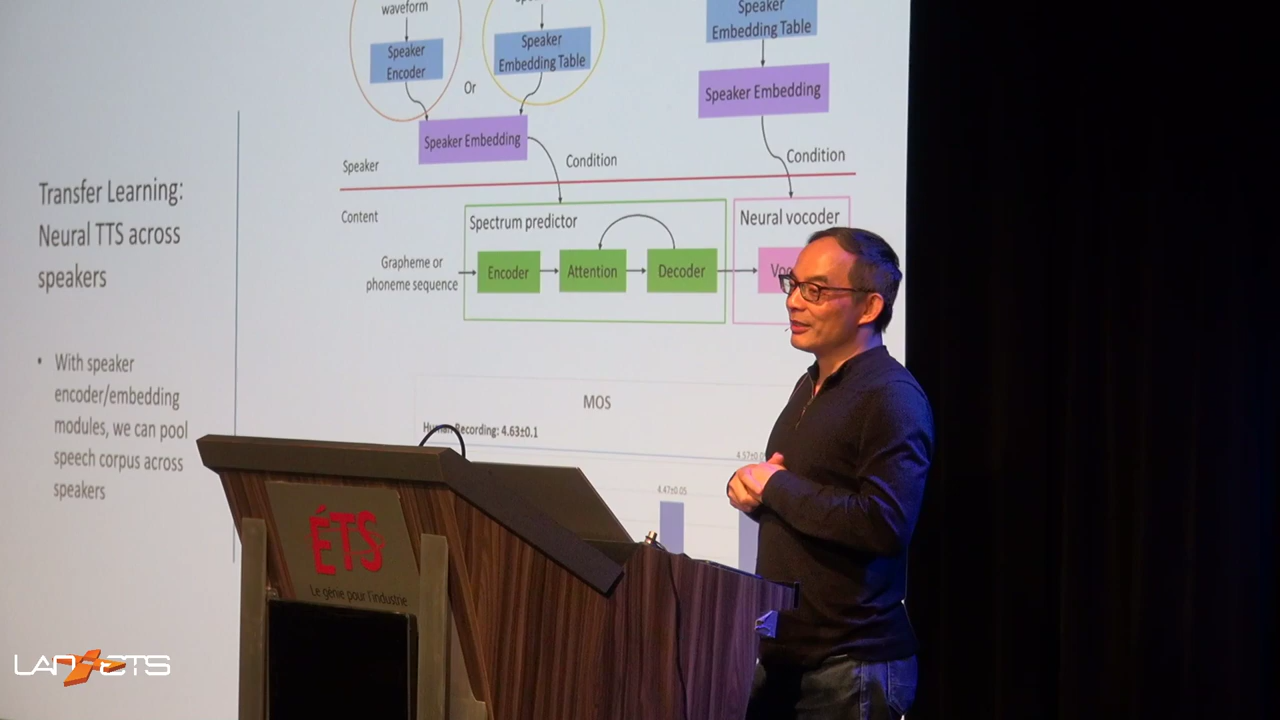 Transfer Learning:
Neural TTS across
speakers
• With speaker
encoder/embedding
modules, we can pool
speech corpus across
speakers
waveform
Speaker
Encoder
Or
Speaker
Embedding Table
Speaker Embedding
Condition
Speaker
Embedding Table
Speaker Embedding
Condition
Speaker
Content
Grapheme or
phoneme sequence
Spectrum predictor
Encoder
Attention
Decoder
Neural vocoder
MOS
Recording: 4.63±0.1
4.47±0.05
ÉTS
Le génie pour l'industrie
LAN ETS